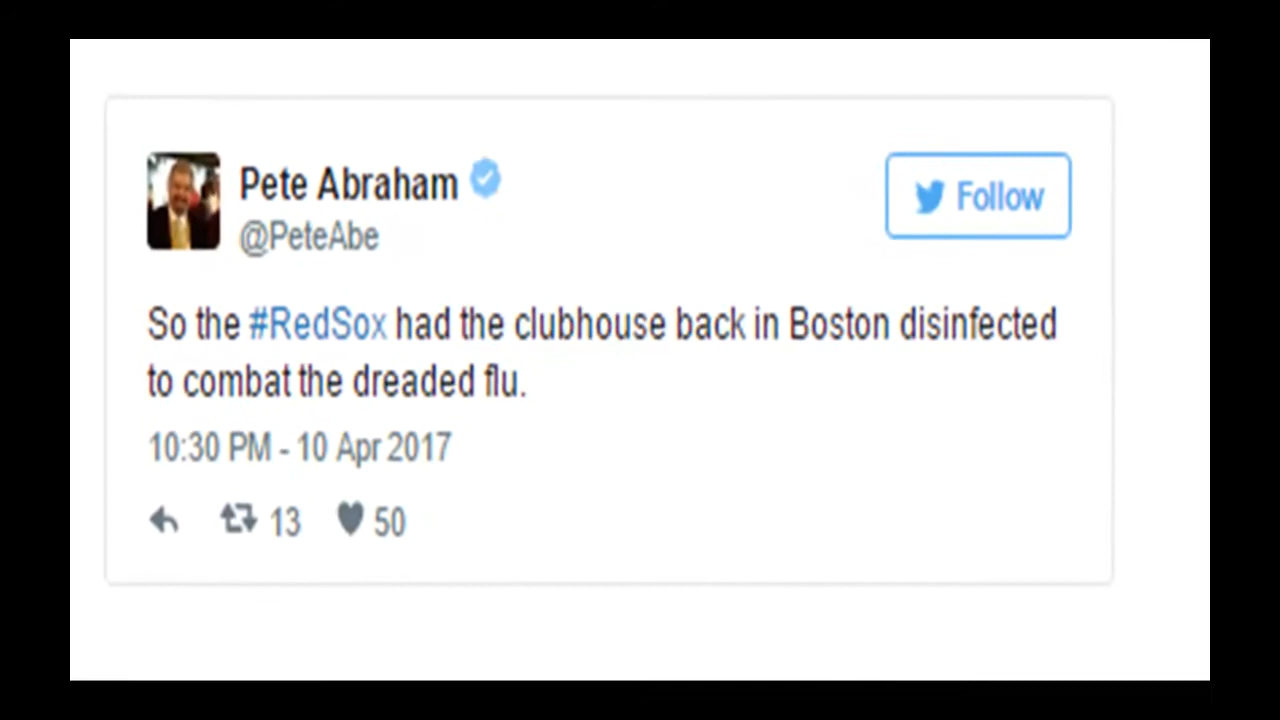 Pete Abraham
@PeteAbe
Follow
So the #RedSox had the clubhouse back in Boston disinfected
to combat the dreaded flu.
10:30 PM - 10 Apr 2017
13 50